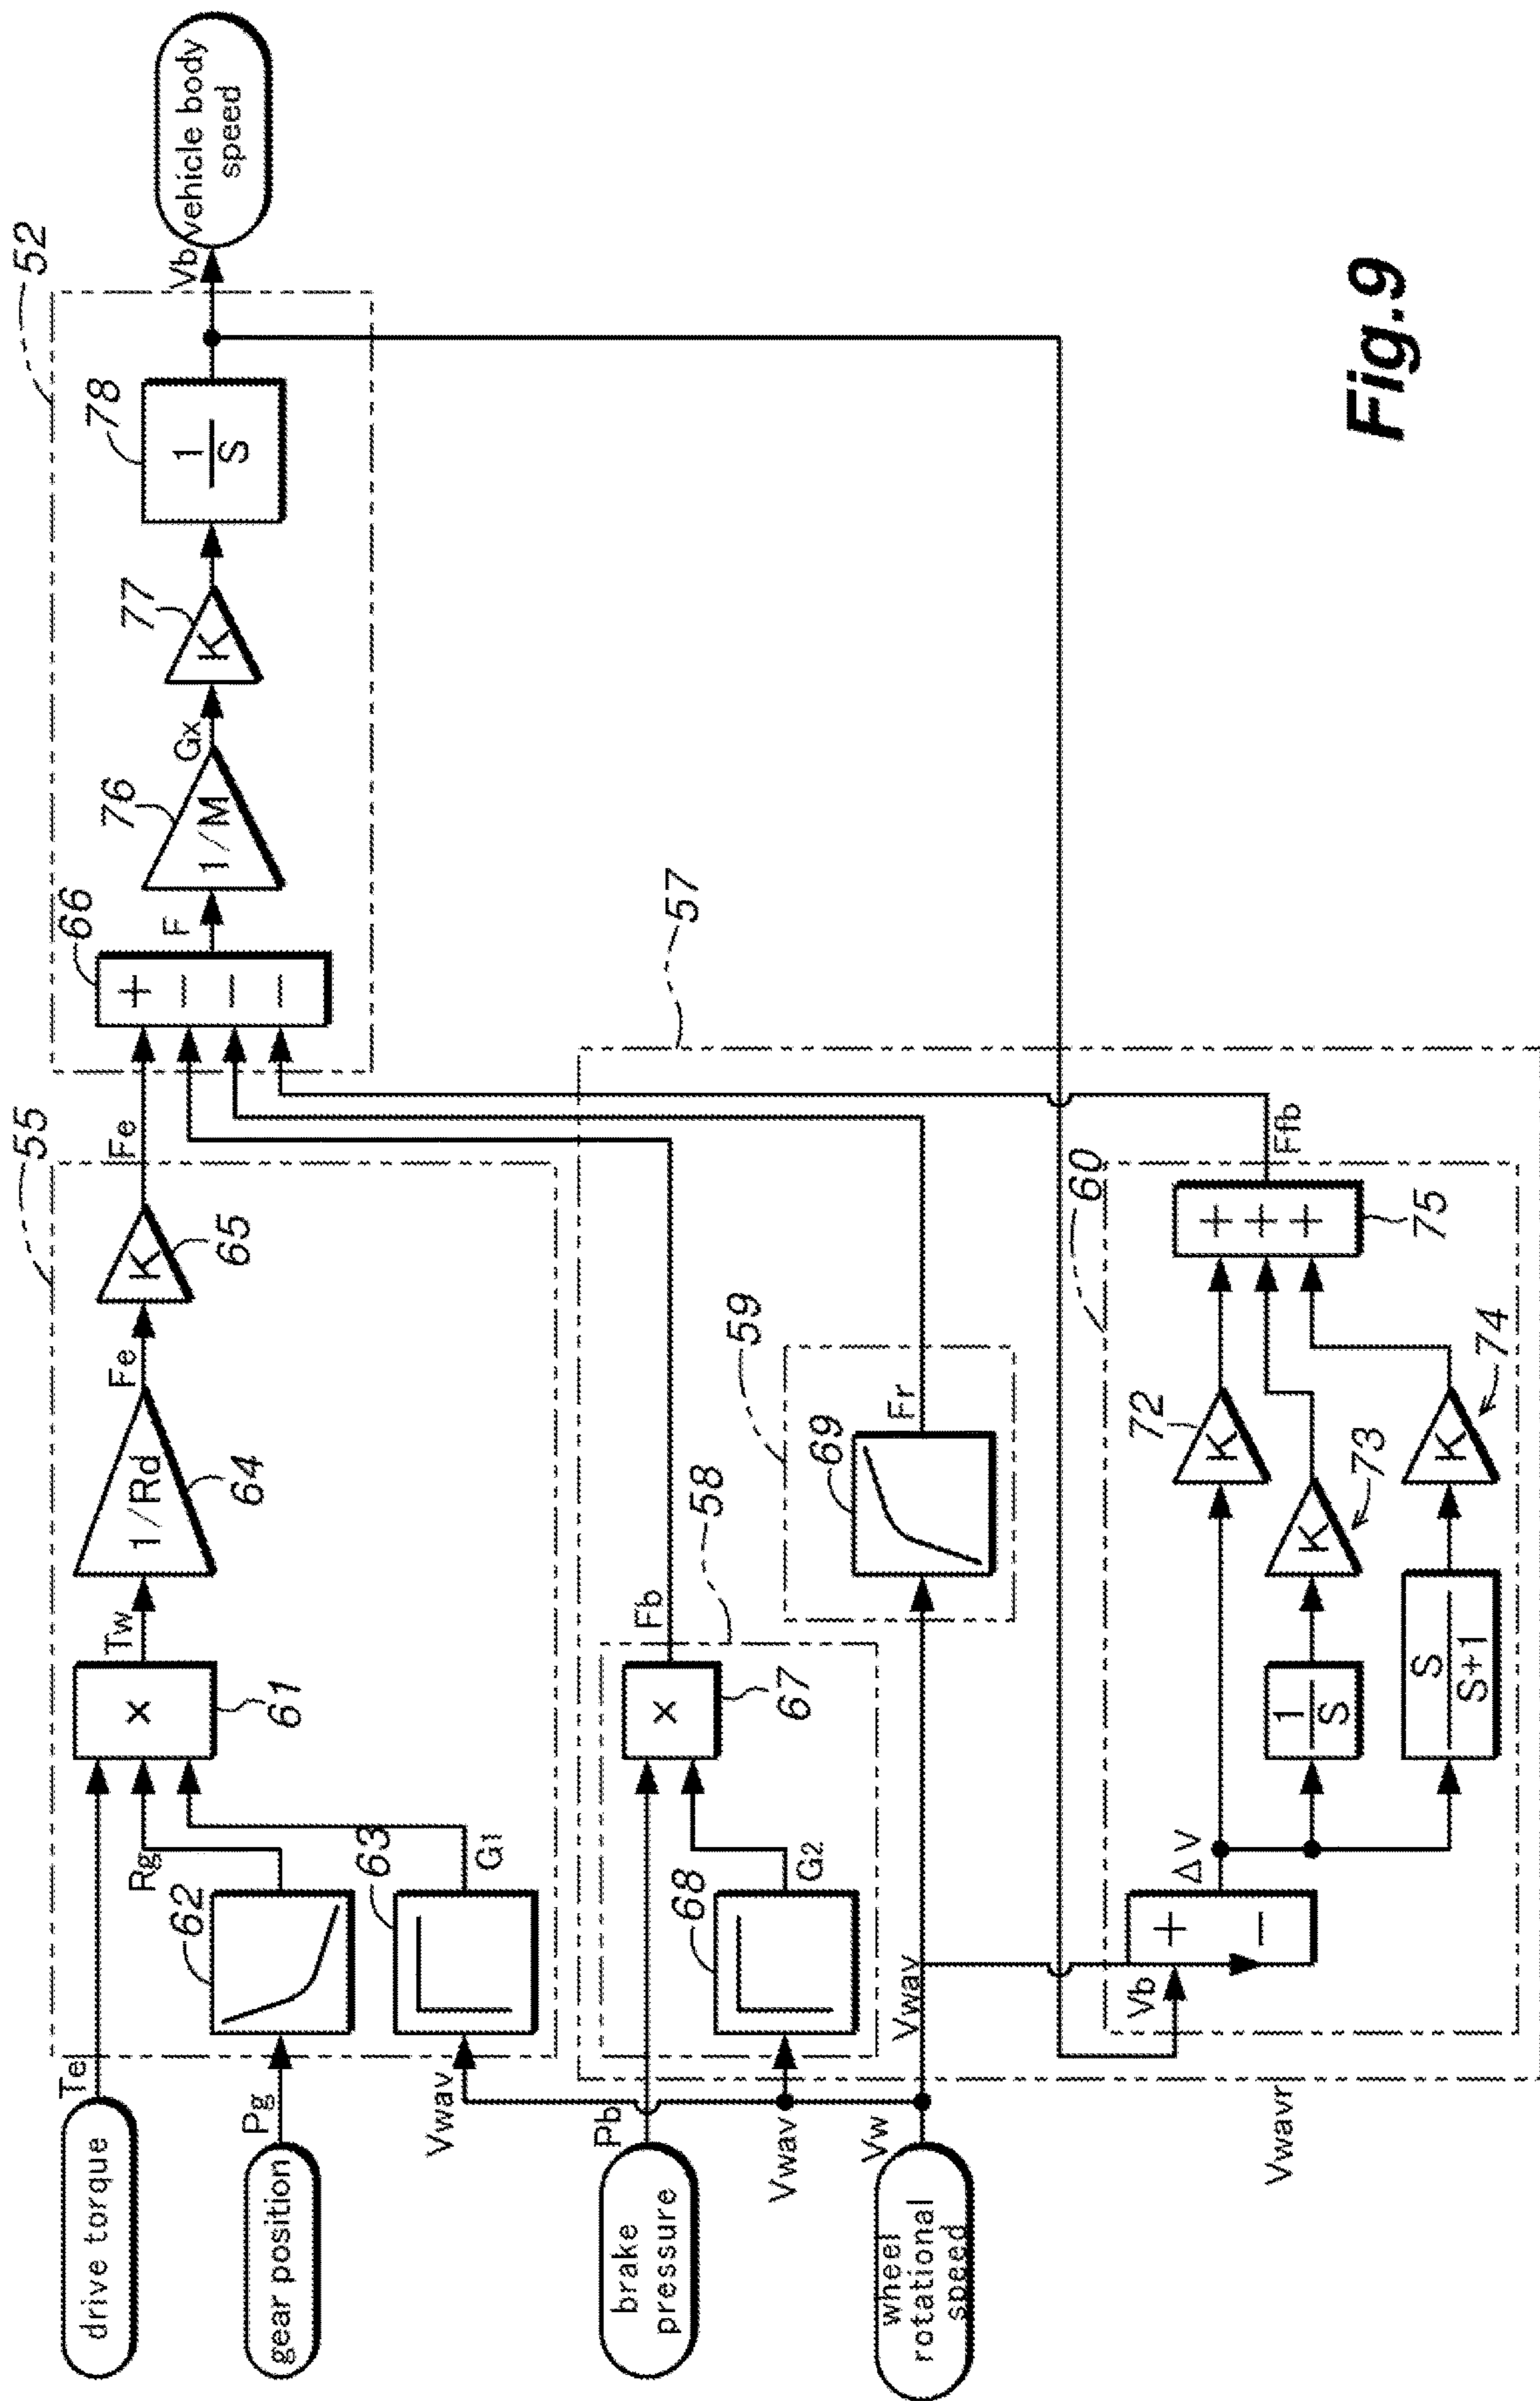 52
55
Te
drive torque
Rg
×
61
Tw
1/Rd
64
Fe
K
65
Fe
66
+
−
−
−
F
1/M
76
Gx
K
77
1
S
78
Vb
vehicle body
speed
Pg
gear position
62
63
G1
Vwav
57
58
Pb
brake
pressure
×
67
Fb
68
G2
Vwav
59
69
Fr
Vw
Vwav
wheel
rotational
speed
60
Vb
+
−
ΔV
K
72
1
S
K
73
S
S+1
K
74
+
+
+
75
Ffb
Vwavr
Fig.9